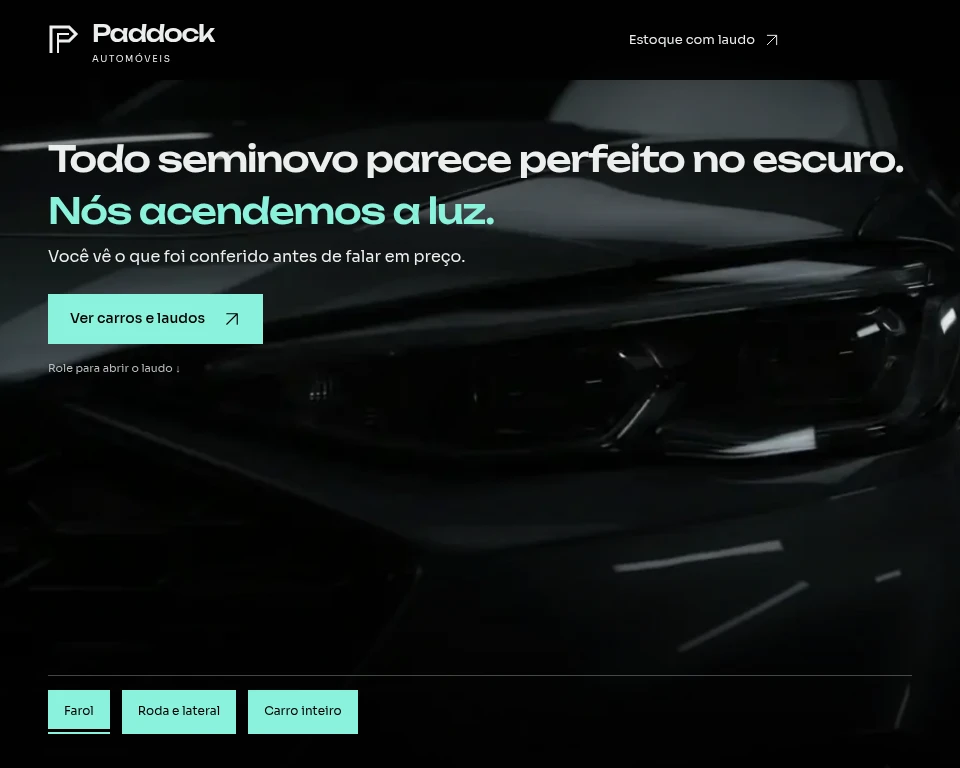 Paddock
AUTOMÓVEIS
Estoque com laudo
Todo seminovo parece perfeito no escuro.
Nós acendemos a luz.
Você vê o que foi conferido antes de falar em preço.
Ver carros e laudos
Role para abrir o laudo ↓
Farol
Roda e lateral
Carro inteiro